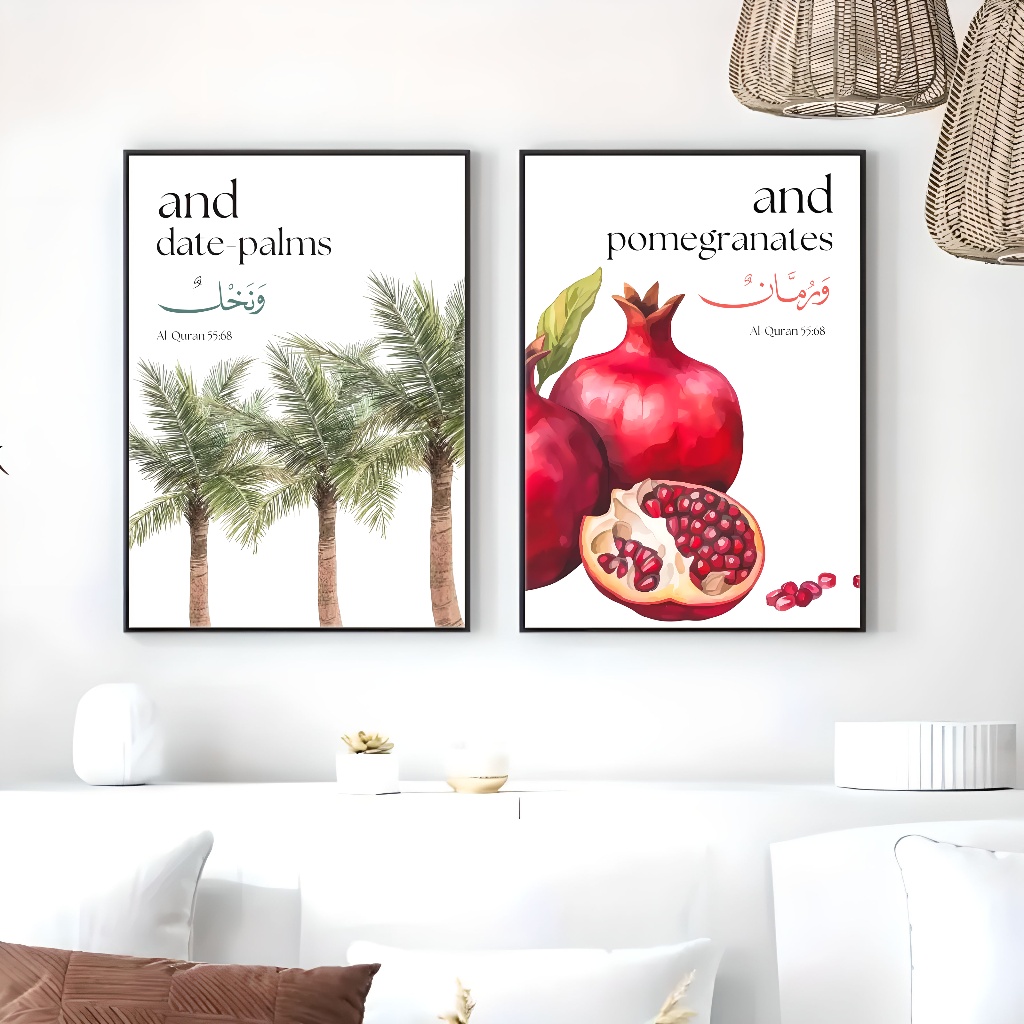 and
date-palms
وَنَخْلٌ
Al-Quran 55:68
and
pomegranates
وَرُمَّانٌ
Al-Quran 55:68